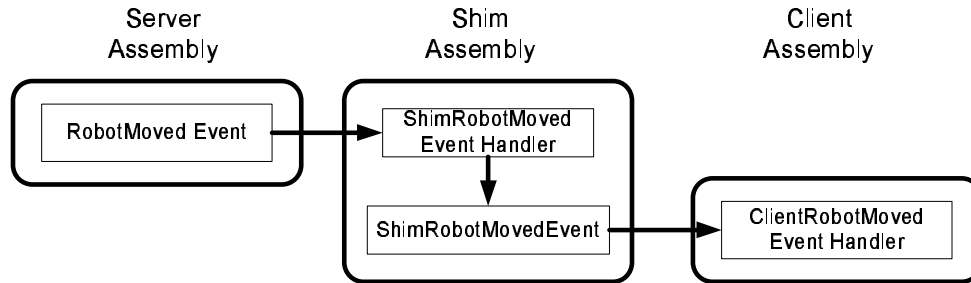 Server
Assembly
Shim
Assembly
Client
Assembly
RobotMoved Event
ShimRobotMoved
Event Handler
ShimRobotMovedEvent
ClientRobotMoved
Event Handler